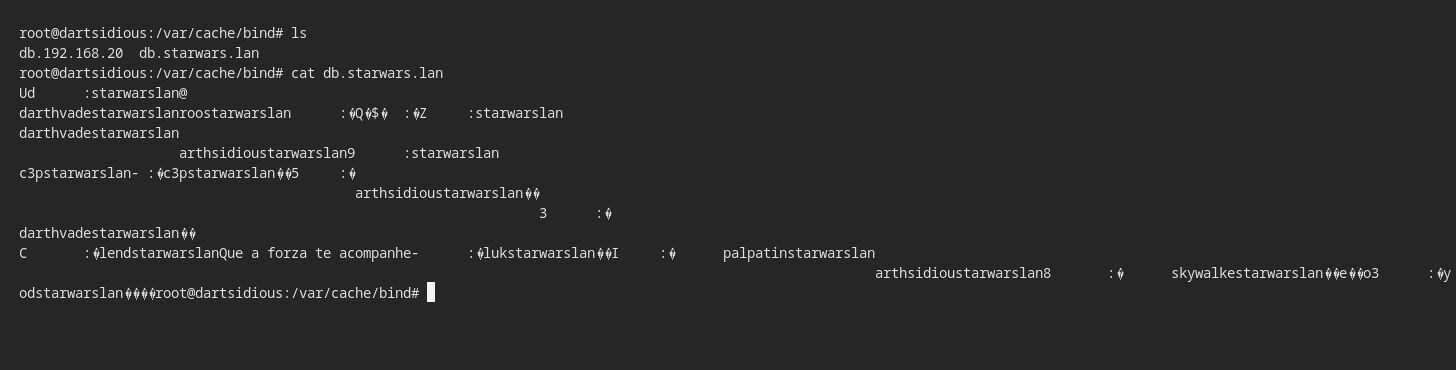 root@dartsidious:/var/cache/bind# ls
db.192.168.20  db.starwars.lan
root@dartsidious:/var/cache/bind# cat db.starwars.lan
Ud      :starwarslan@
darthvadestarwarslanroostarwarslan      :�Q�$�  :�Z     :starwarslan
darthvadestarwarslan
                    arthsidioustarwarslan9      :starwarslan
c3pstarwarslan- :�c3pstarwarslan��5     :�
                                          arthsidioustarwarslan��
                                                                 3      :�
darthvadestarwarslan��
C       :�lendstarwarslanQue a forza te acompanhe-      :�lukstarwarslan��I     :�      palpatinstarwarslan
                                                                                                           arthsidioustarwarslan8       :�      skywalkestarwarslan��e��o3      :�y
odstarwarslan����root@dartsidious:/var/cache/bind#